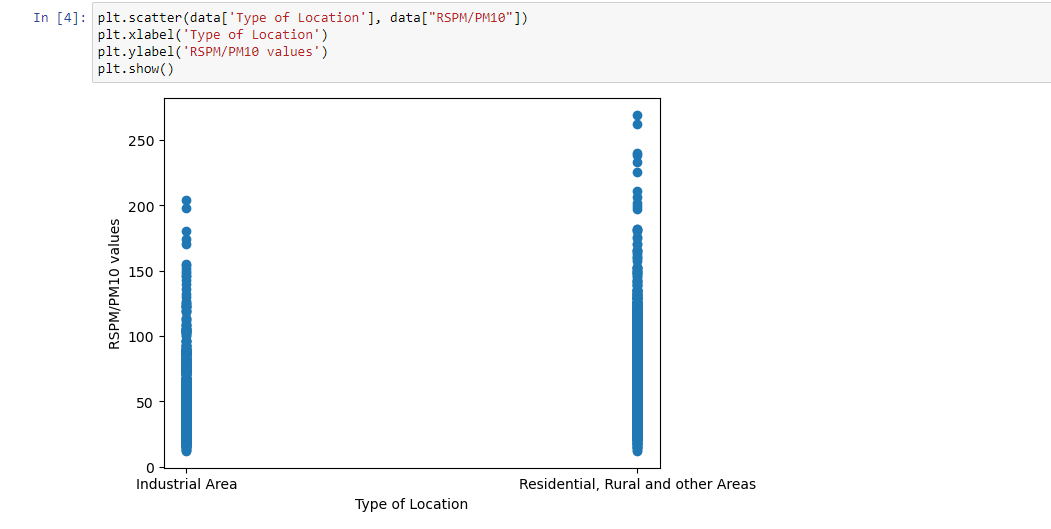 In [4]: plt.scatter(data['Type of Location'], data["RSPM/PM10"])
plt.xlabel('Type of Location')
plt.ylabel('RSPM/PM10 values')
plt.show()
RSPM/PM10 values
250
200
150
100
50
0
Industrial Area Residential, Rural and other Areas
Type of Location